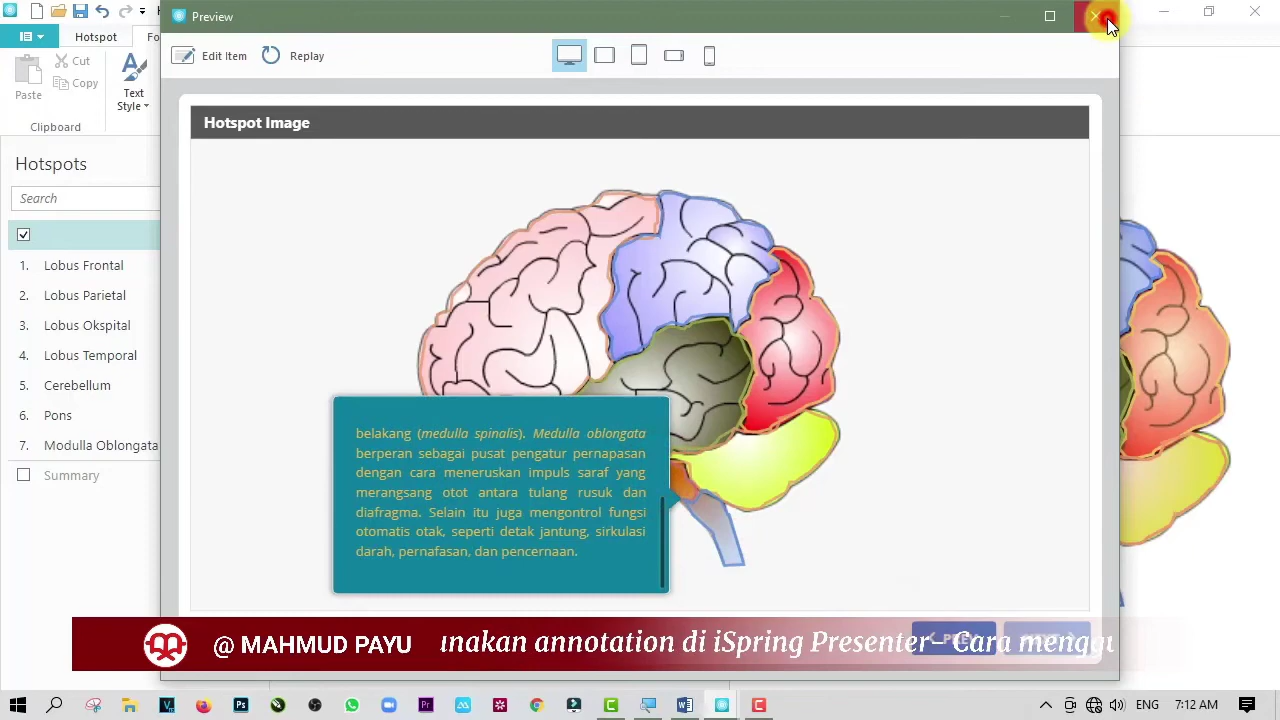 Preview
Hotspot
Fo
Edit Item
Replay
Cut
Copy
Paste
Text
Style
Clipboard
Hotspots
Search
1. Lobus Frontal
2. Lobus Parietal
3. Lobus Okspital
4. Lobus Temporal
5. Cerebellum
6. Pons
7. Modulla Oblongata
Summary
Hotspot Image
belakang (medulla spinalis). Medulla oblongata
berperan sebagai pusat pengatur pernapasan
dengan cara meneruskan impuls saraf yang
merangsang otot antara tulang rusuk dan
diafragma. Selain itu juga mengontrol fungsi
otomatis otak, seperti detak jantung, sirkulasi
darah, pernafasan, dan pencernaan.
PREV
@ MAHMUD PAYU
unakan annotation di iSpring Presenter – Cara menggu
7:12 AM
ENG